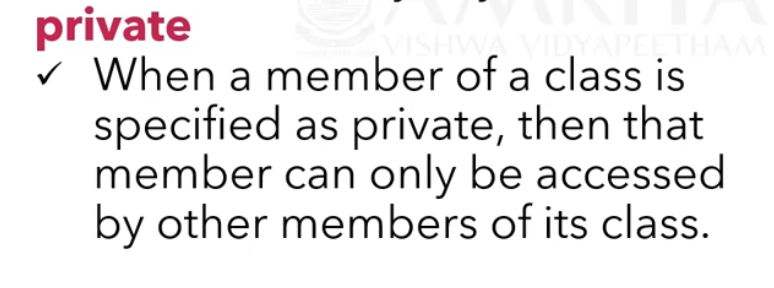 private
VISHWA VIDYAPEETHAM
✓ When a member of a class is
specified as private, then that
member can only be accessed
by other members of its class.